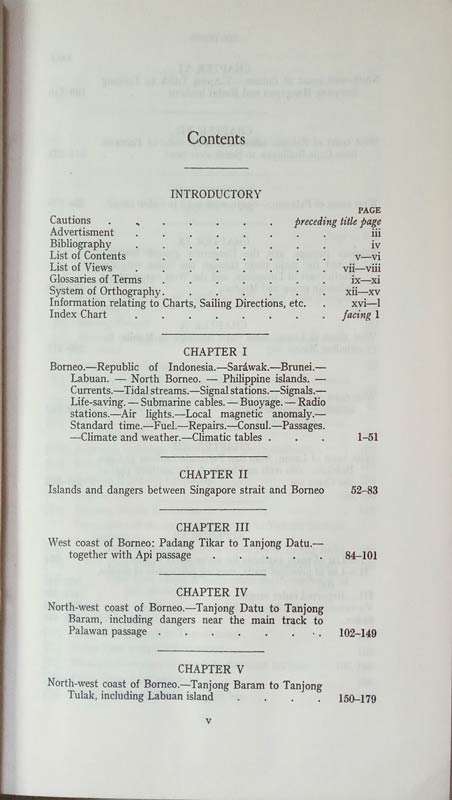 Contents
INTRODUCTORY
PAGE
Cautions . . . . . . . preceding title page
Advertisment . . . . . . . . iii
Bibliography . . . . . . . . iv
List of Contents . . . . . . . v—vi
List of Views . . . . . . . vii—viii
Glossaries of Terms . . . . . . . ix—xi
System of Orthography. . . . . . . xii—xv
Information relating to Charts, Sailing Directions, etc. . xvi—l
Index Chart . . . . . . . facing 1
CHAPTER I
Borneo.—Republic of Indonesia.—Saráwak.—Brunei.—
Labuan. — North Borneo. — Philippine islands. —
Currents.—Tidal streams.—Signal stations.—Signals.—
Life-saving. — Submarine cables. — Buoyage. — Radio
stations.—Air lights.—Local magnetic anomaly.—
Standard time.—Fuel.—Repairs.—Consul.—Passages.
—Climate and weather.—Climatic tables . . . 1–51
CHAPTER II
Islands and dangers between Singapore strait and Borneo 52–83
CHAPTER III
West coast of Borneo: Padang Tikar to Tanjong Datu.—
together with Api passage . . . . . 84–101
CHAPTER IV
North-west coast of Borneo.—Tanjong Datu to Tanjong
Baram, including dangers near the main track to
Palawan passage . . . . . . . . 102–149
CHAPTER V
North-west coast of Borneo.—Tanjong Baram to Tanjong
Tulak, including Labuan island . . . . 150–179
v